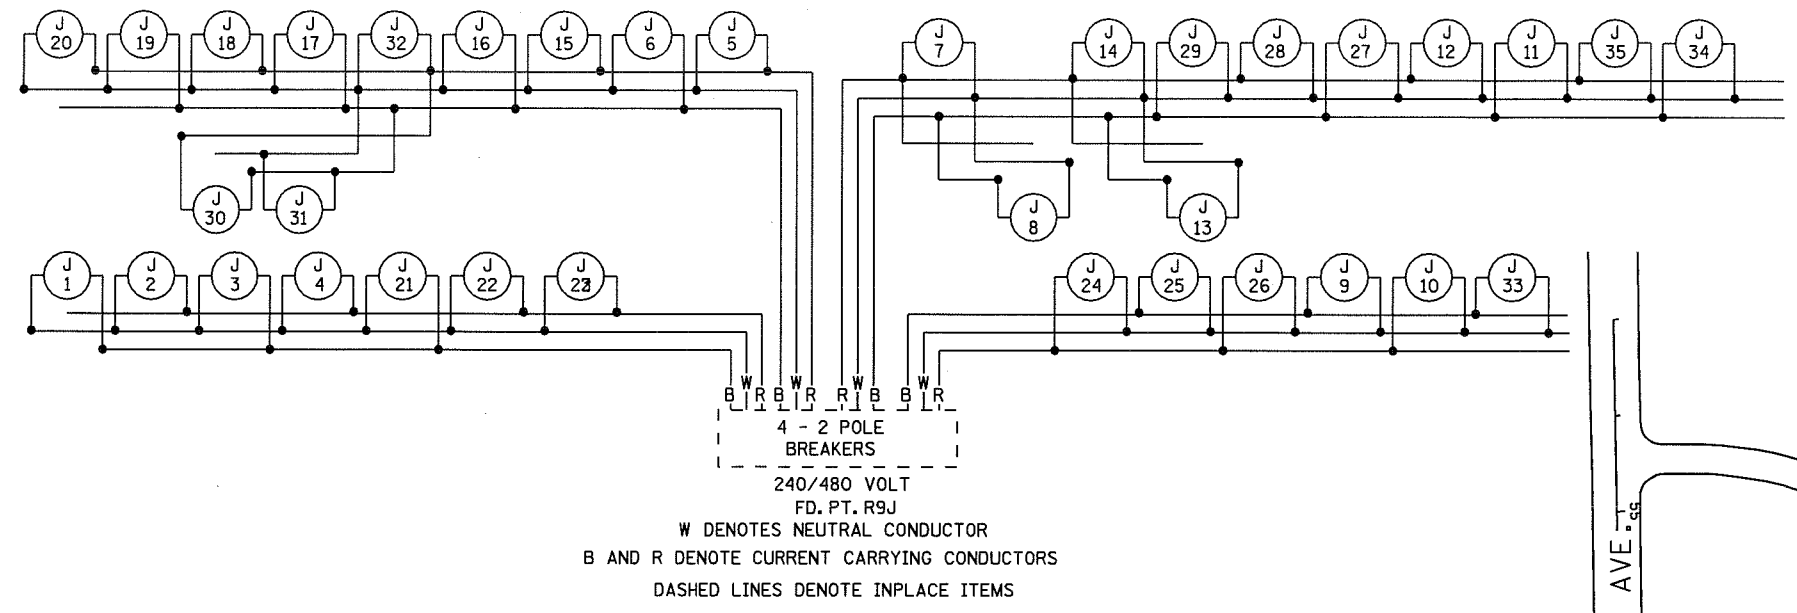 J 20 J 19 J 18 J 17 J 32 J 16 J 15 J 6 J 5
J 7 J 14 J 29 J 28 J 27 J 12 J 11 J 35 J 34
J 30 J 31
J 8 J 13
J 1 J 2 J 3 J 4 J 21 J 22 J
J 24 J 25 J 26 J 9 J 10 J 33
B W R B W R R W B B W R
4 - 2 POLE
BREAKERS
240/480 VOLT
FD. PT. R9J
W DENOTES NEUTRAL CONDUCTOR
B AND R DENOTE CURRENT CARRYING CONDUCTORS
DASHED LINES DENOTE INPLACE ITEMS
AVE.
55